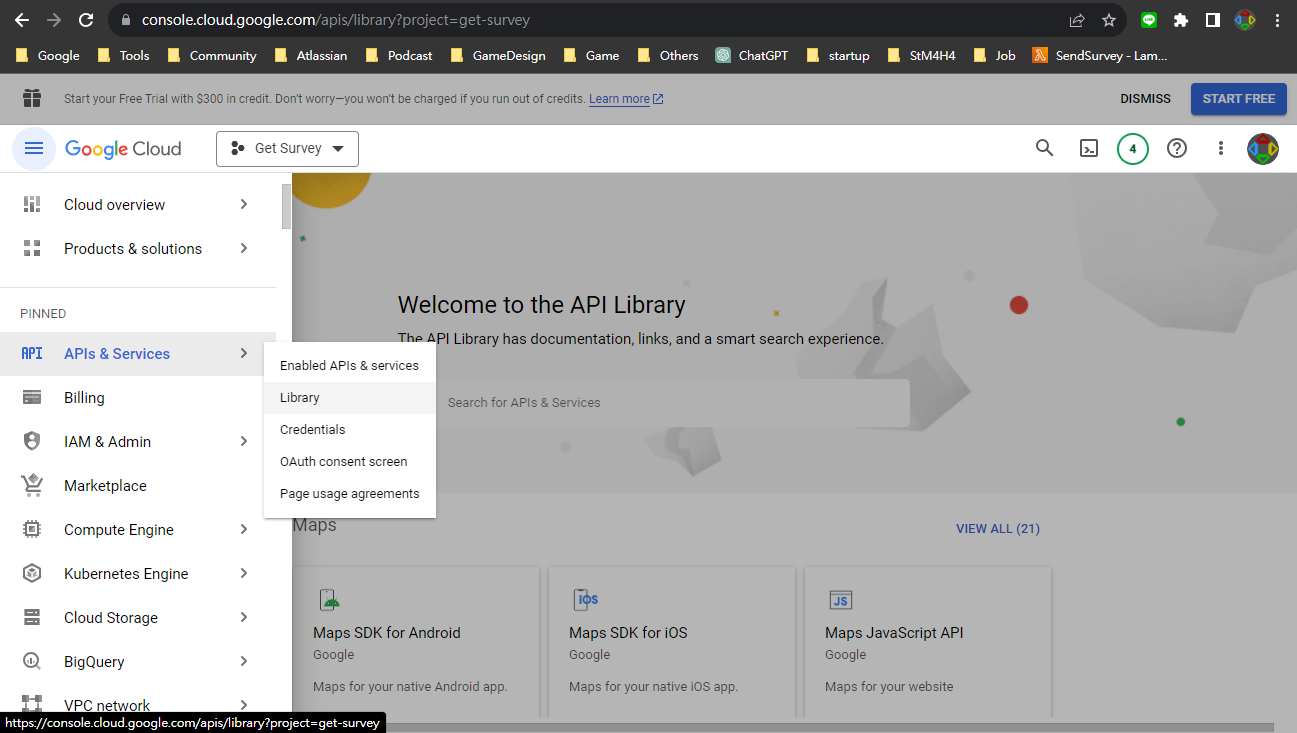 console.cloud.google.com/apis/library?project=get-survey
Google Tools Community Atlassian Podcast GameDesign Game Others ChatGPT startup StM4H4 Job SendSurvey - Lam...
Start your Free Trial with $300 in credit. Don't worry—you won't be charged if you run out of credits. Learn more DISMISS START FREE
Google Cloud Get Survey 4
Cloud overview
Products & solutions
PINNED
API APIs & Services
Billing
IAM & Admin
Marketplace
Compute Engine
Kubernetes Engine
Cloud Storage
BigQuery
VPC network
Enabled APIs & services
Library
Credentials
OAuth consent screen
Page usage agreements
Welcome to the API Library
The API Library has documentation, links, and a smart search experience.
Search for APIs & Services
Maps VIEW ALL (21)
Maps SDK for Android
Google
Maps for your native Android app.
iOS
Maps SDK for iOS
Google
Maps for your native iOS app.
JS
Maps JavaScript API
Google
Maps for your website
https://console.cloud.google.com/apis/library?project=get-survey